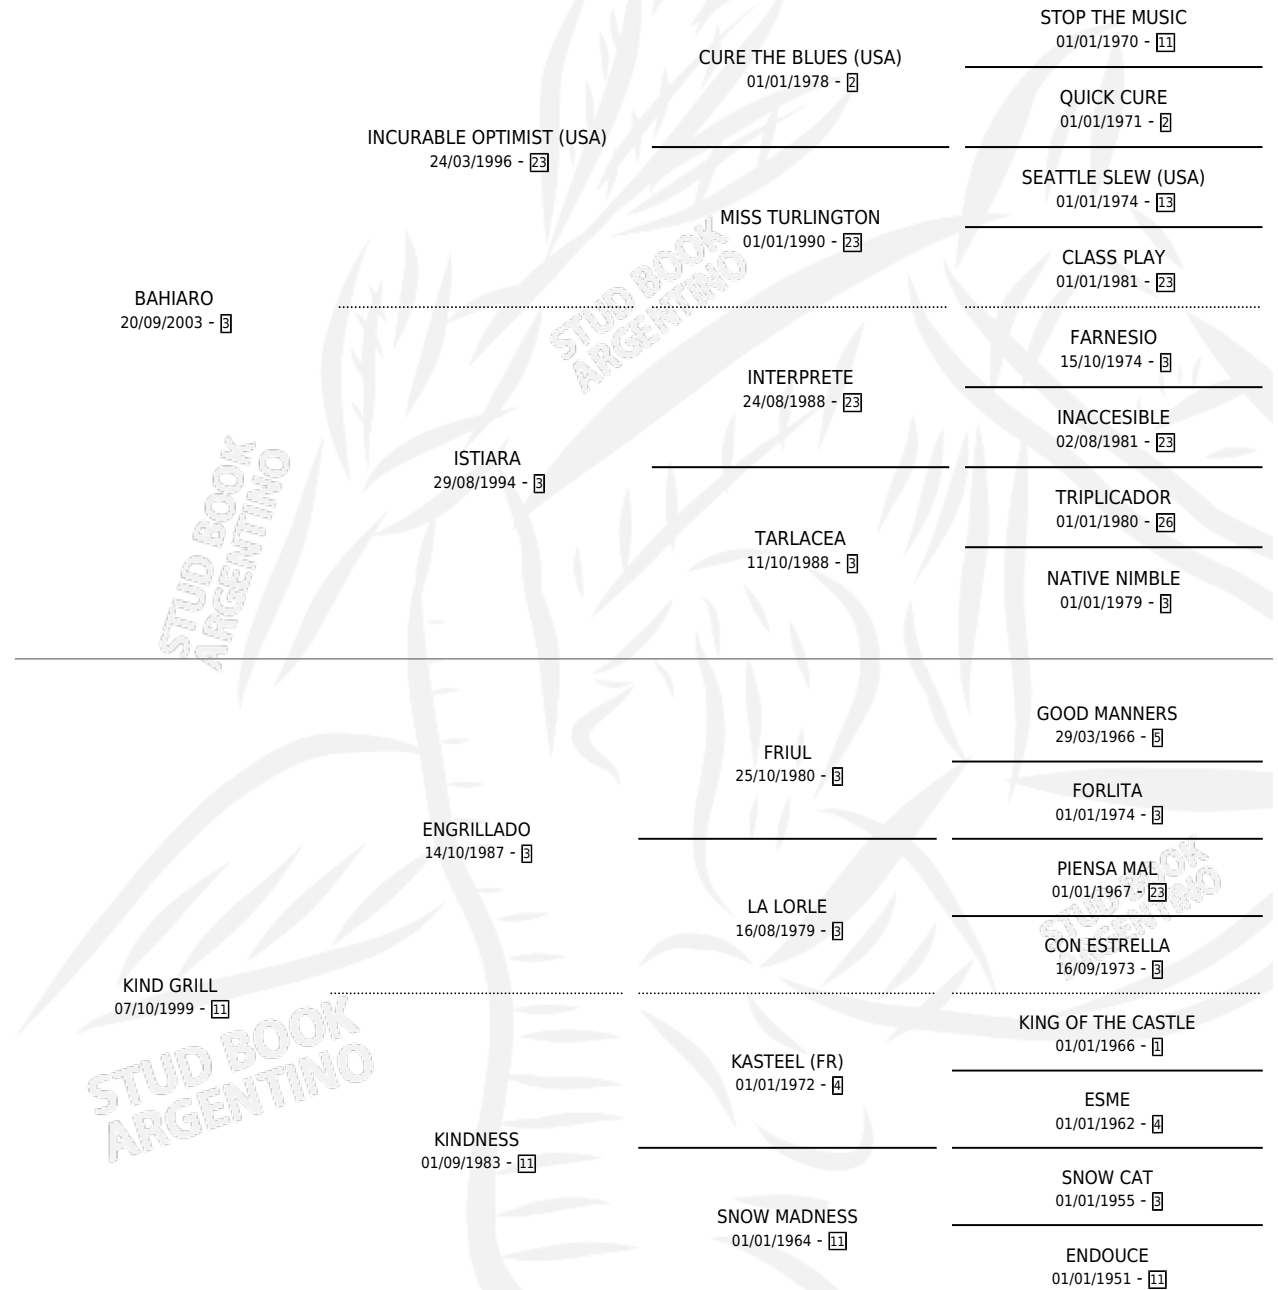 STOP THE MUSIC
01/01/1970 - 11
CURE THE BLUES (USA)
01/01/1978 - 2
QUICK CURE
01/01/1971 - 2
INCURABLE OPTIMIST (USA)
24/03/1996 - 23
SEATTLE SLEW (USA)
01/01/1974 - 13
MISS TURLINGTON
01/01/1990 - 23
CLASS PLAY
01/01/1981 - 23
BAHIARO
20/09/2003 - 3
FARNESIO
15/10/1974 - 3
INTERPRETE
24/08/1988 - 23
INACCESIBLE
02/08/1981 - 23
ISTIARA
29/08/1994 - 3
TRIPLICADOR
01/01/1980 - 26
TARLACEA
11/10/1988 - 3
NATIVE NIMBLE
01/01/1979 - 3
STUD BOOK
ARGENTINO
STUD BOOK
ARGENTINO
GOOD MANNERS
29/03/1966 - 5
FRIUL
25/10/1980 - 3
FORLITA
01/01/1974 - 3
ENGRILLADO
14/10/1987 - 3
PIENSA MAL
01/01/1967 - 23
LA LORLE
16/08/1979 - 3
CON ESTRELLA
16/09/1973 - 3
KIND GRILL
07/10/1999 - 11
KING OF THE CASTLE
01/01/1966 - 1
KASTEEL (FR)
01/01/1972 - 4
ESME
01/01/1962 - 4
KINDNESS
01/09/1983 - 11
SNOW CAT
01/01/1955 - 3
SNOW MADNESS
01/01/1964 - 11
ENDOUCE
01/01/1951 - 11
STUD BOOK
ARGENTINO
STUD BOOK
ARGENTINO